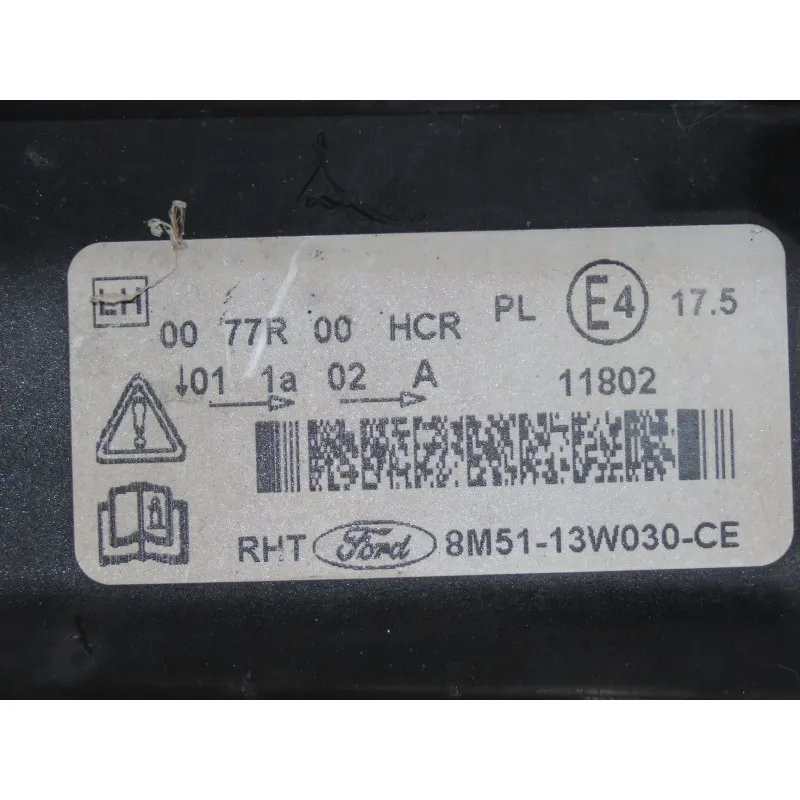 LH 00 77R 00 HCR PL E4 17.5
↓01 1a 02 A 11802
RHT Ford 8M51-13W030-CE